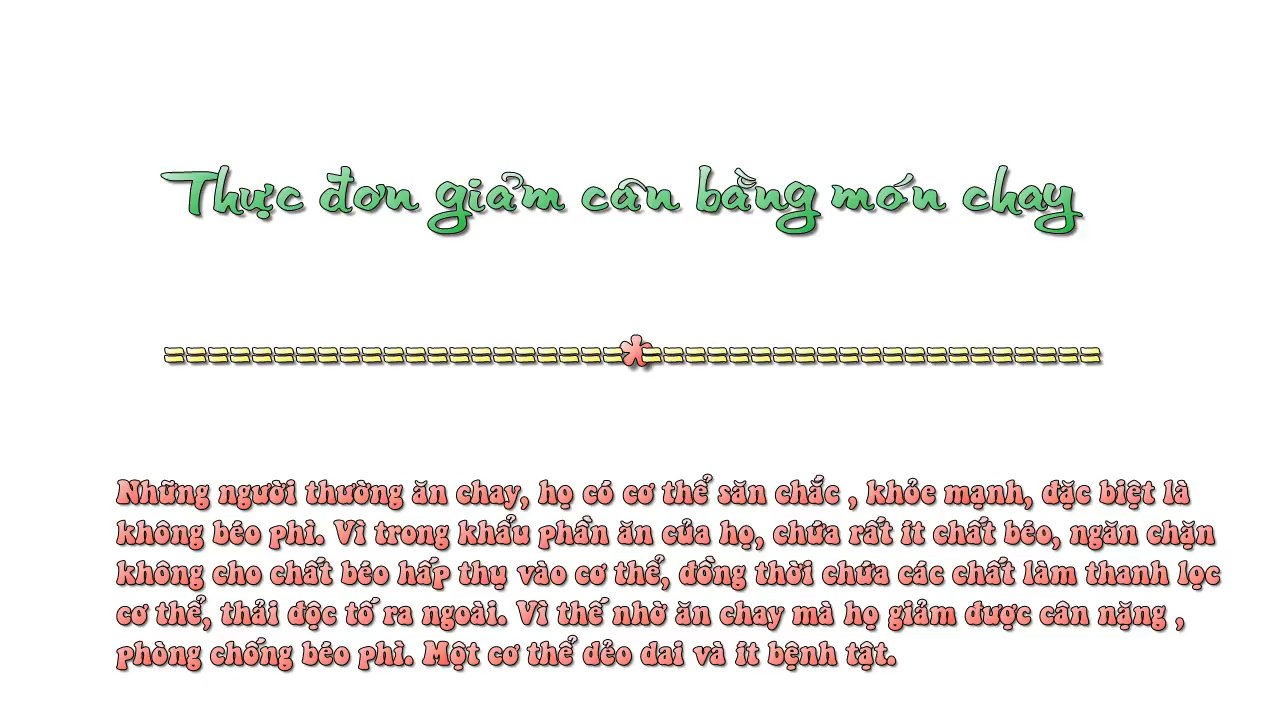 Thực đơn giảm cân bằng món chay
======================*======================
Những người thường ăn chay, họ có cơ thể săn chắc , khỏe mạnh, đặc biệt là
không béo phì. Vì trong khẩu phần ăn của họ, chứa rất ít chất béo, ngăn chặn
không cho chất béo hấp thụ vào cơ thể, đồng thời chứa các chất làm thanh lọc
cơ thể, thải độc tố ra ngoài. Vì thế nhờ ăn chay mà họ giảm được cân nặng ,
phòng chống béo phì. Một cơ thể dẻo dai và ít bệnh tật.